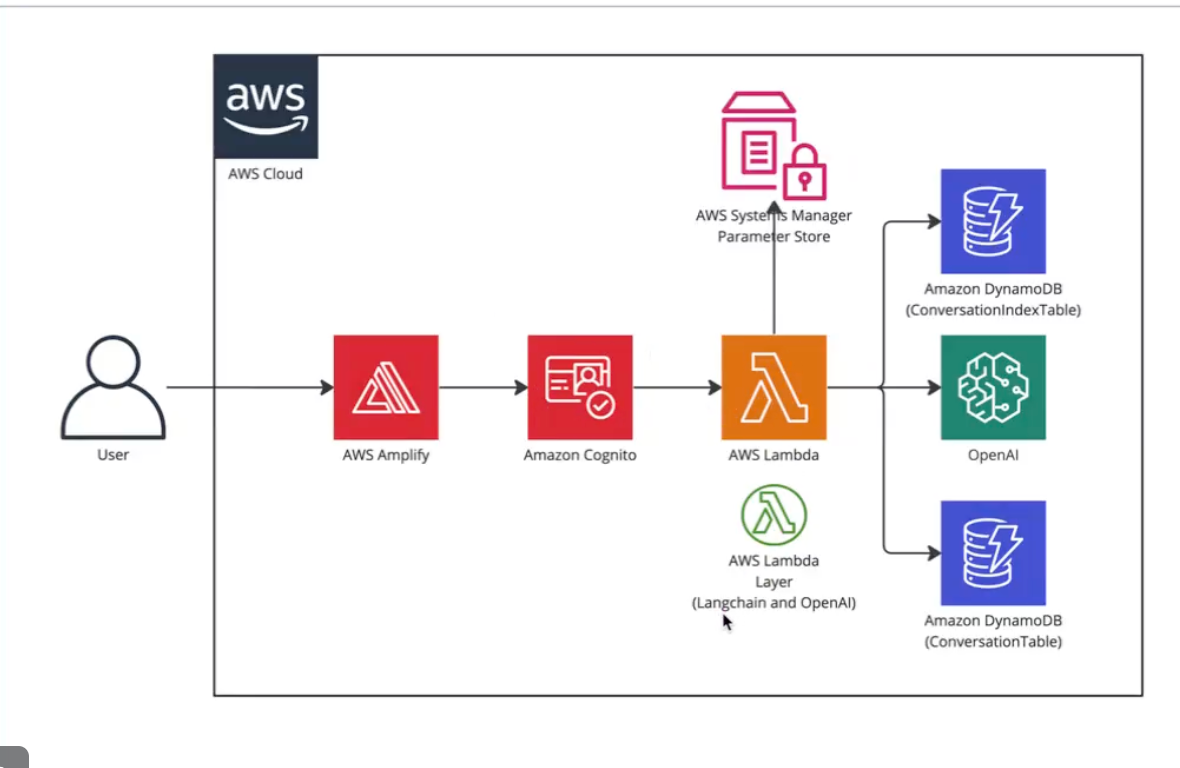 aws
AWS Cloud
AWS Systems Manager
Parameter Store
Amazon DynamoDB
(ConversationIndexTable)
User
AWS Amplify
Amazon Cognito
AWS Lambda
OpenAI
AWS Lambda
Layer
(Langchain and OpenAI)
Amazon DynamoDB
(ConversationTable)